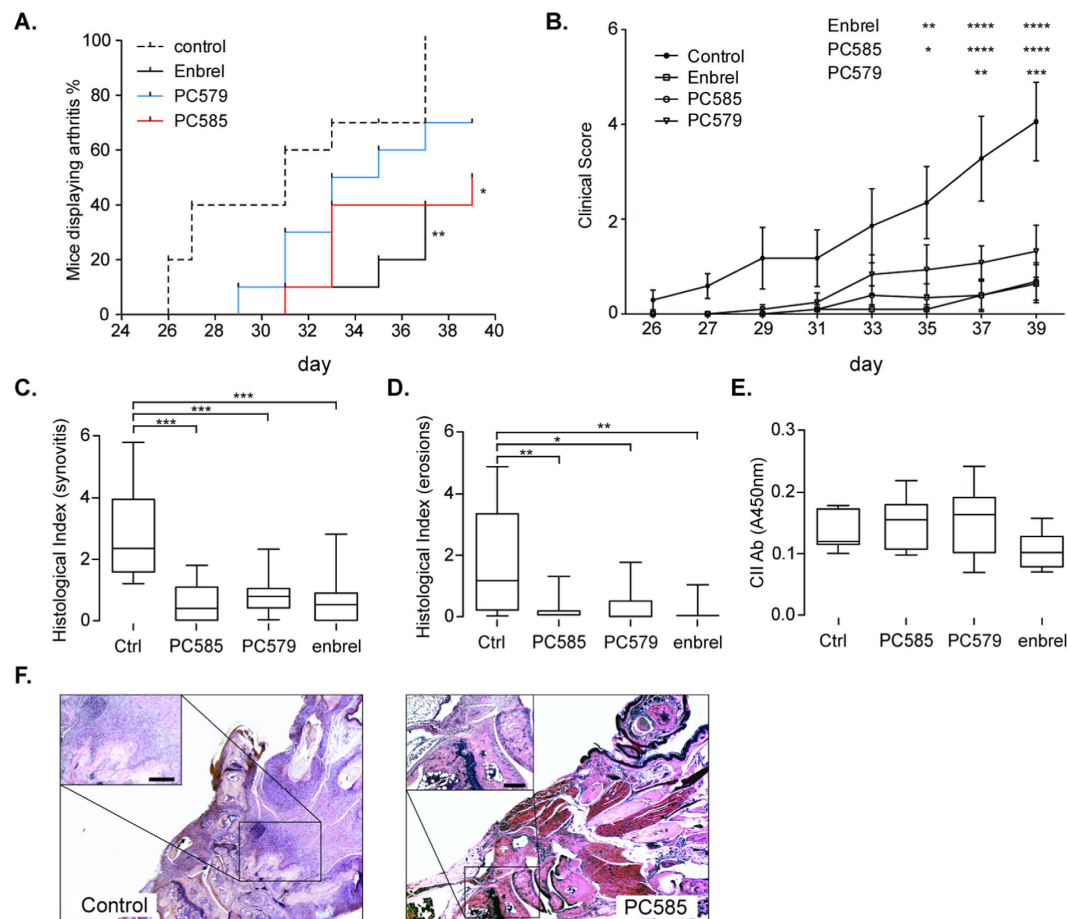 A.
Mice displaying arthritis %
100
80
60
40
20
0
24 26 28 30 32 34 36 38 40
day
control
Enbrel
PC579
PC585
*
**
B.
Clinical Score
6
4
2
0
26 27 29 31 33 35 37 39
day
Control
Enbrel
PC585
PC579
Enbrel ** **** ****
PC585 * **** ****
PC579 ** ***
C.
Histological Index (synovitis)
6
4
2
0
***
***
***
Ctrl PC585 PC579 enbrel
D.
Histological Index (erosions)
6
4
2
0
**
*
**
Ctrl PC585 PC579 enbrel
E.
CII Ab (A450nm)
0.3
0.2
0.1
0.0
Ctrl PC585 PC579 enbrel
F.
Control
PC585